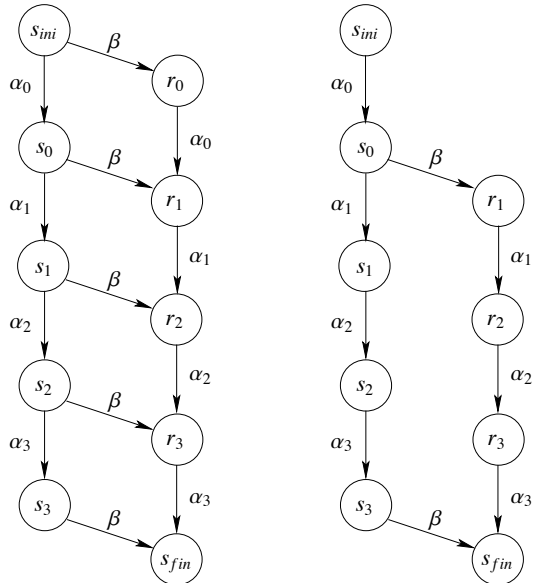 s_ini s_ini
β
α_0 r_0 α_0
s_0 α_0 s_0
β β
α_1 r_1 α_1 r_1
s_1 α_1 s_1 α_1
β
α_2 r_2 α_2 r_2
s_2 α_2 s_2 α_2
β
α_3 r_3 α_3 r_3
s_3 α_3 s_3 α_3
β β
s_fin s_fin